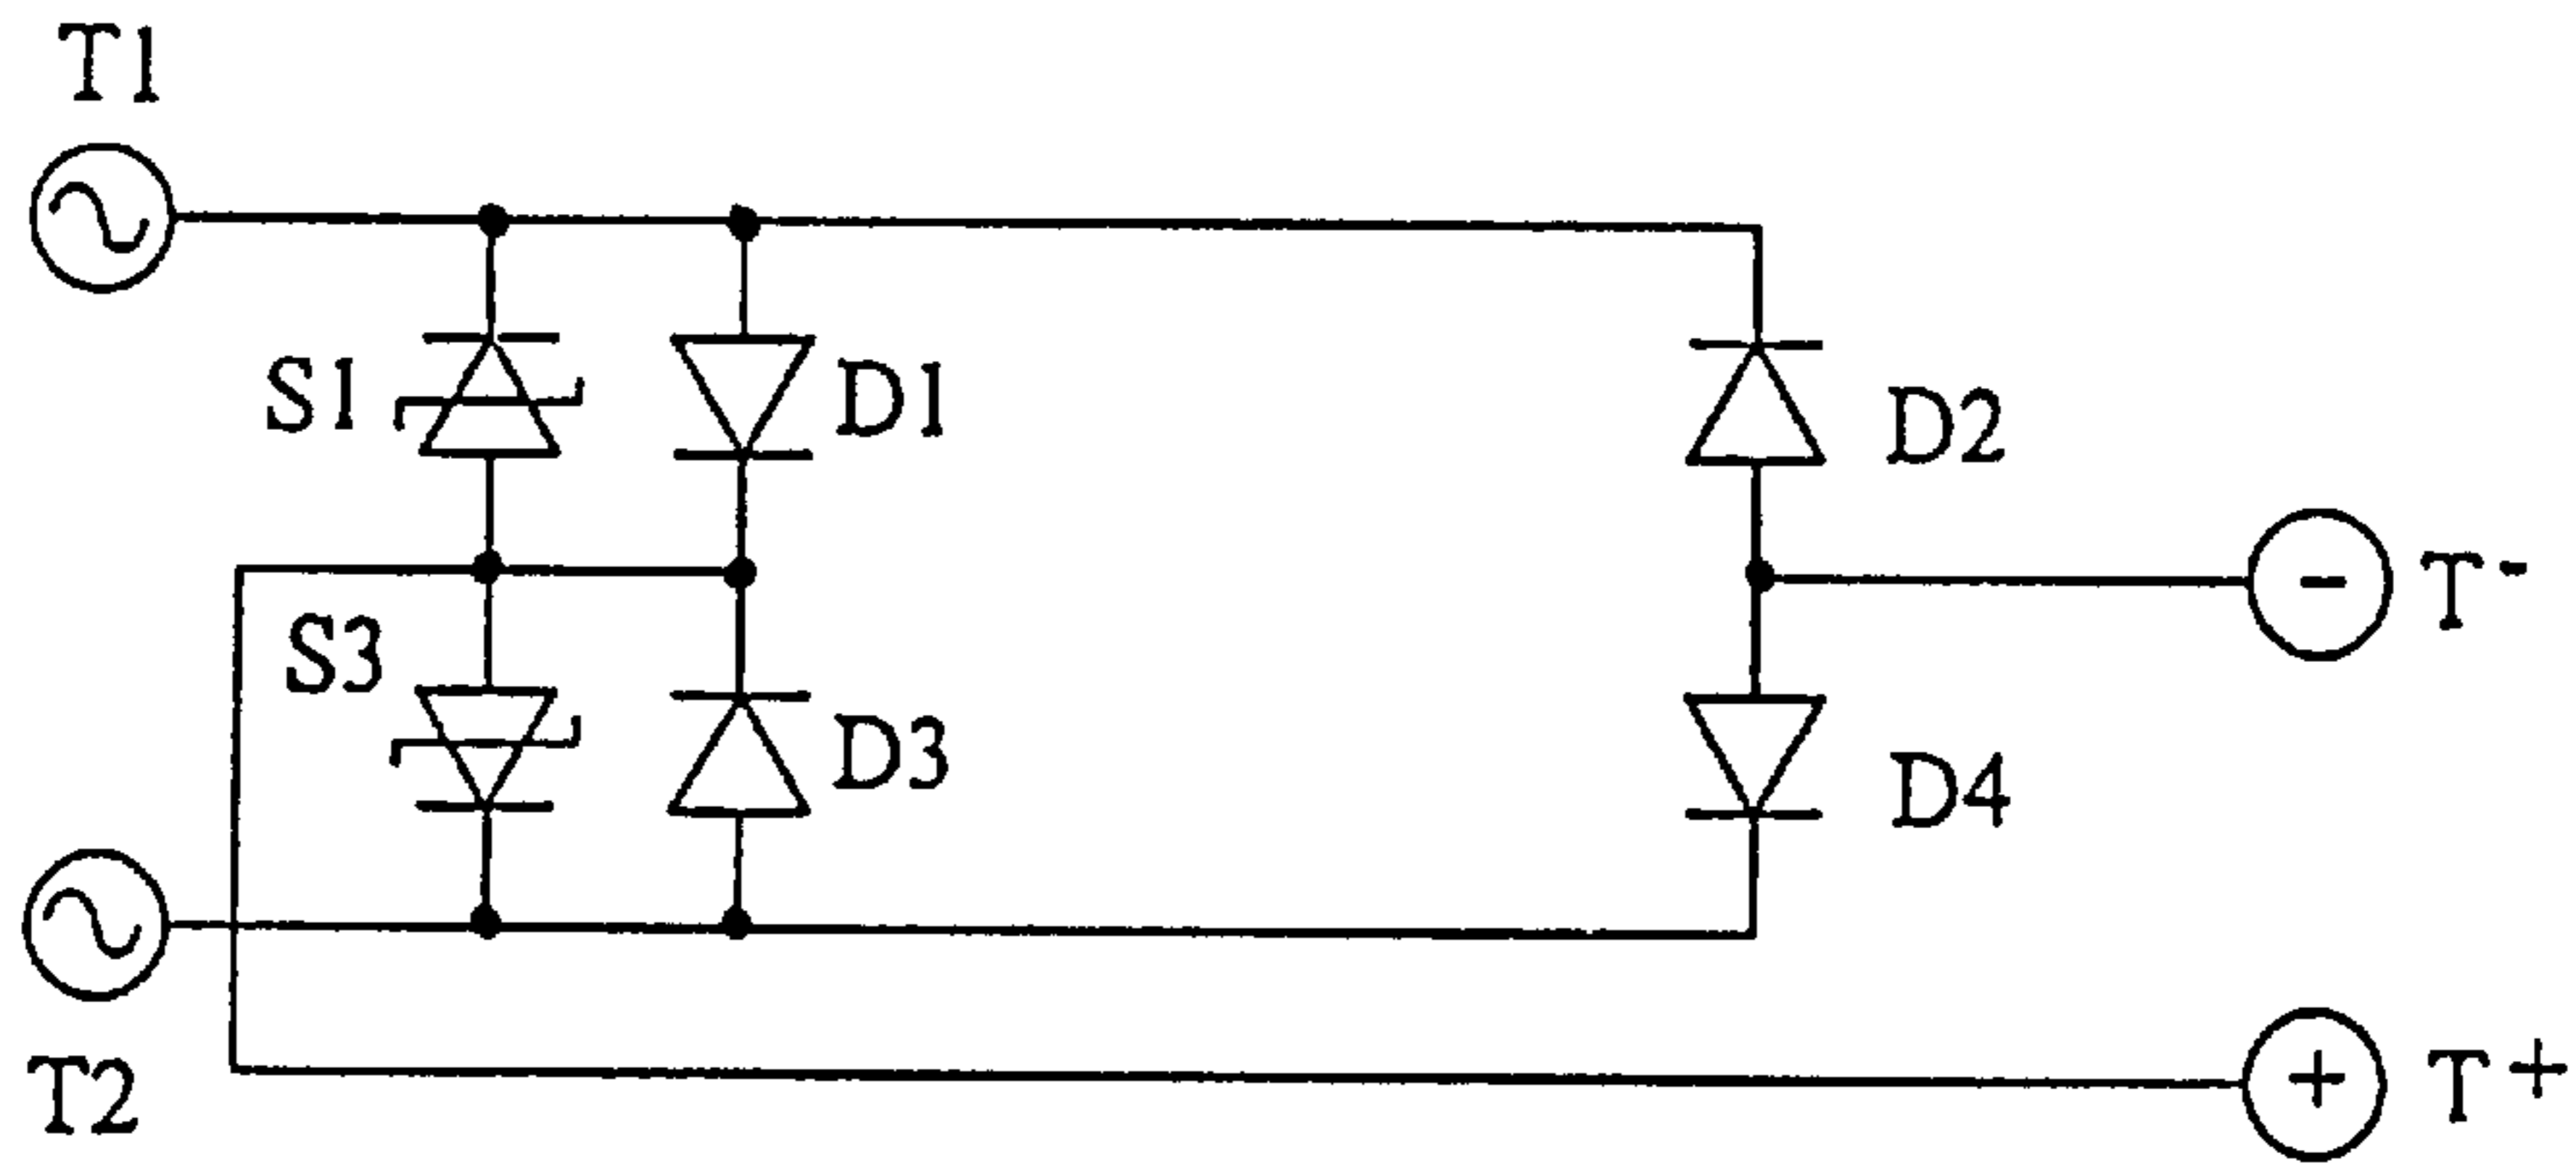 T1
S1
D1
D2
-
T-
S3
D3
D4
T2
+
T+